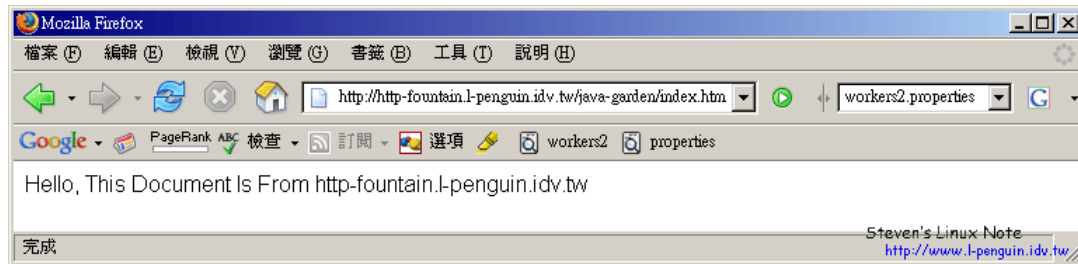 Mozilla Firefox
檔案 (F) 編輯 (E) 檢視 (V) 瀏覽 (G) 書籤 (B) 工具 (T) 說明 (H)
http://http-fountain.l-penguin.idv.tw/java-garden/index.htm workers2.properties G
Google PageRank ABC 檢查 訂閱 選項 workers2 properties
Hello, This Document Is From http-fountain.l-penguin.idv.tw
完成
Steven's Linux Note
http://www.l-penguin.idv.tw/